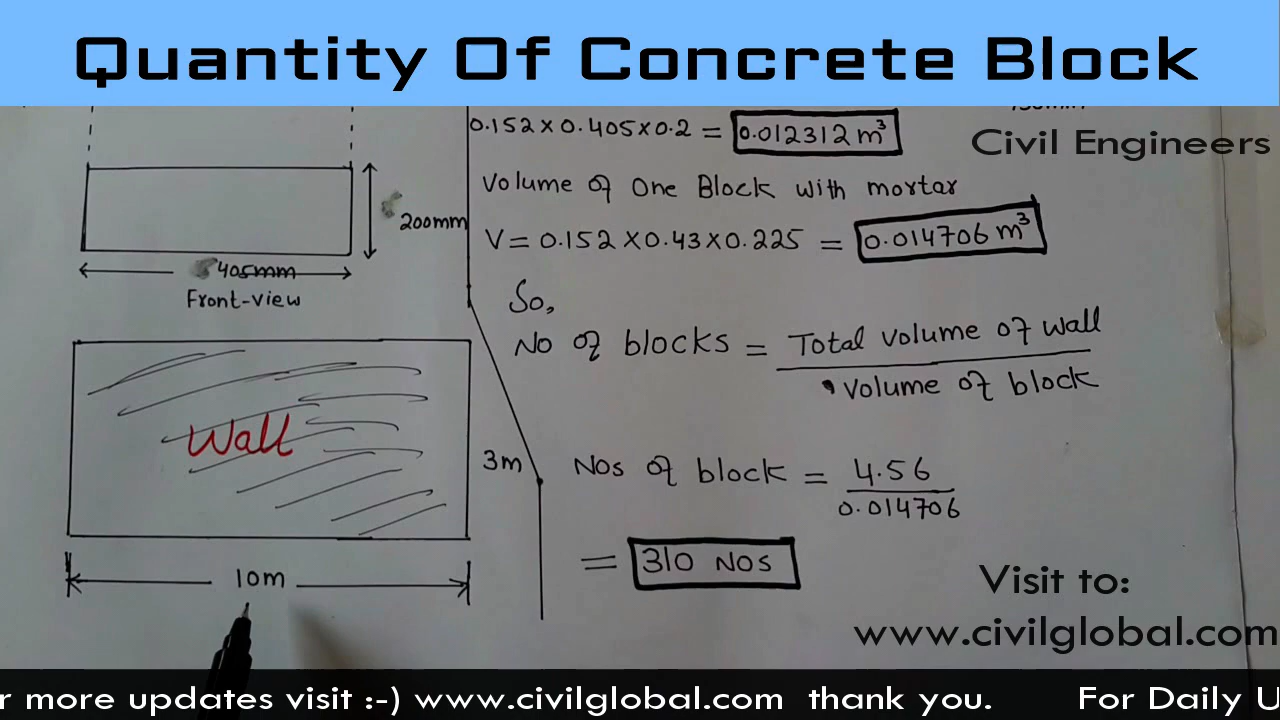 Quantity Of Concrete Block
Civil Engineers
0.152 x 0.405 x 0.2 = 0.012312 m³
Volume of One Block with mortar
V = 0.152 x 0.43 x 0.225 = 0.014706 m³
200mm
405mm
Front-view
So,
No of blocks = Total volume of wall
volume of block
Wall
3m
Nos of block = 4.56
0.014706
= 310 Nos
10m
Visit to:
www.civilglobal.com
r more updates visit :-) www.civilglobal.com thank you. For Daily U